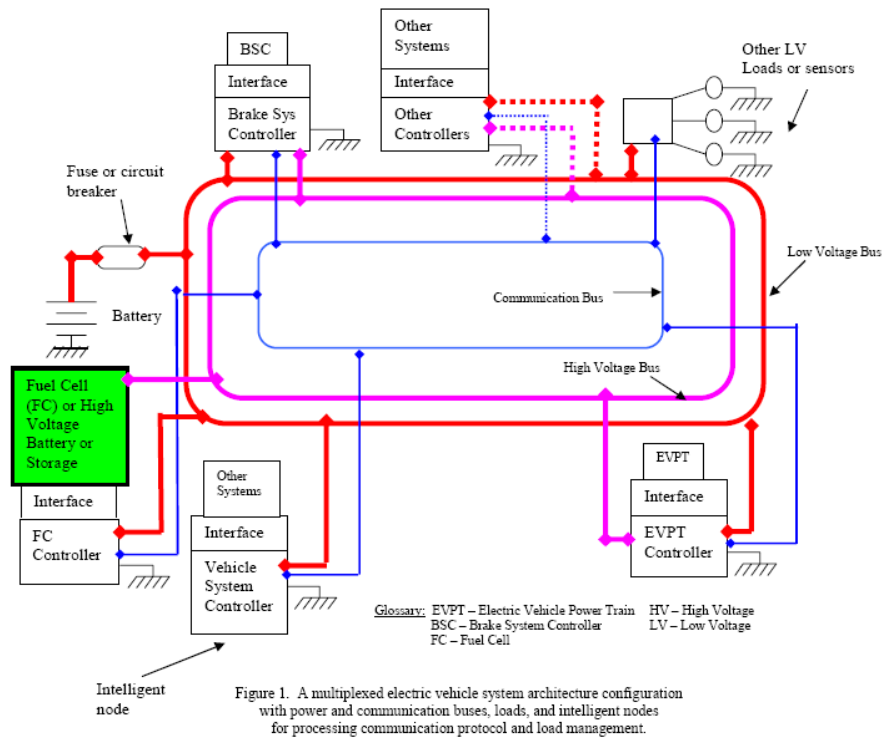 BSC
Interface
Brake Sys
Controller
Other
Systems
Interface
Other
Controllers
Other LV
Loads or sensors
Fuse or circuit
breaker
Low Voltage Bus
Communication Bus
Battery
High Voltage Bus
Fuel Cell
(FC) or High
Voltage
Battery or
Storage
Interface
FC
Controller
Other
Systems
Interface
Vehicle
System
Controller
EVPT
Interface
EVPT
Controller
Glossary: EVPT – Electric Vehicle Power Train HV – High Voltage
BSC – Brake System Controller LV – Low Voltage
FC – Fuel Cell
Intelligent
node
Figure 1. A multiplexed electric vehicle system architecture configuration
with power and communication buses, loads, and intelligent nodes
for processing communication protocol and load management.